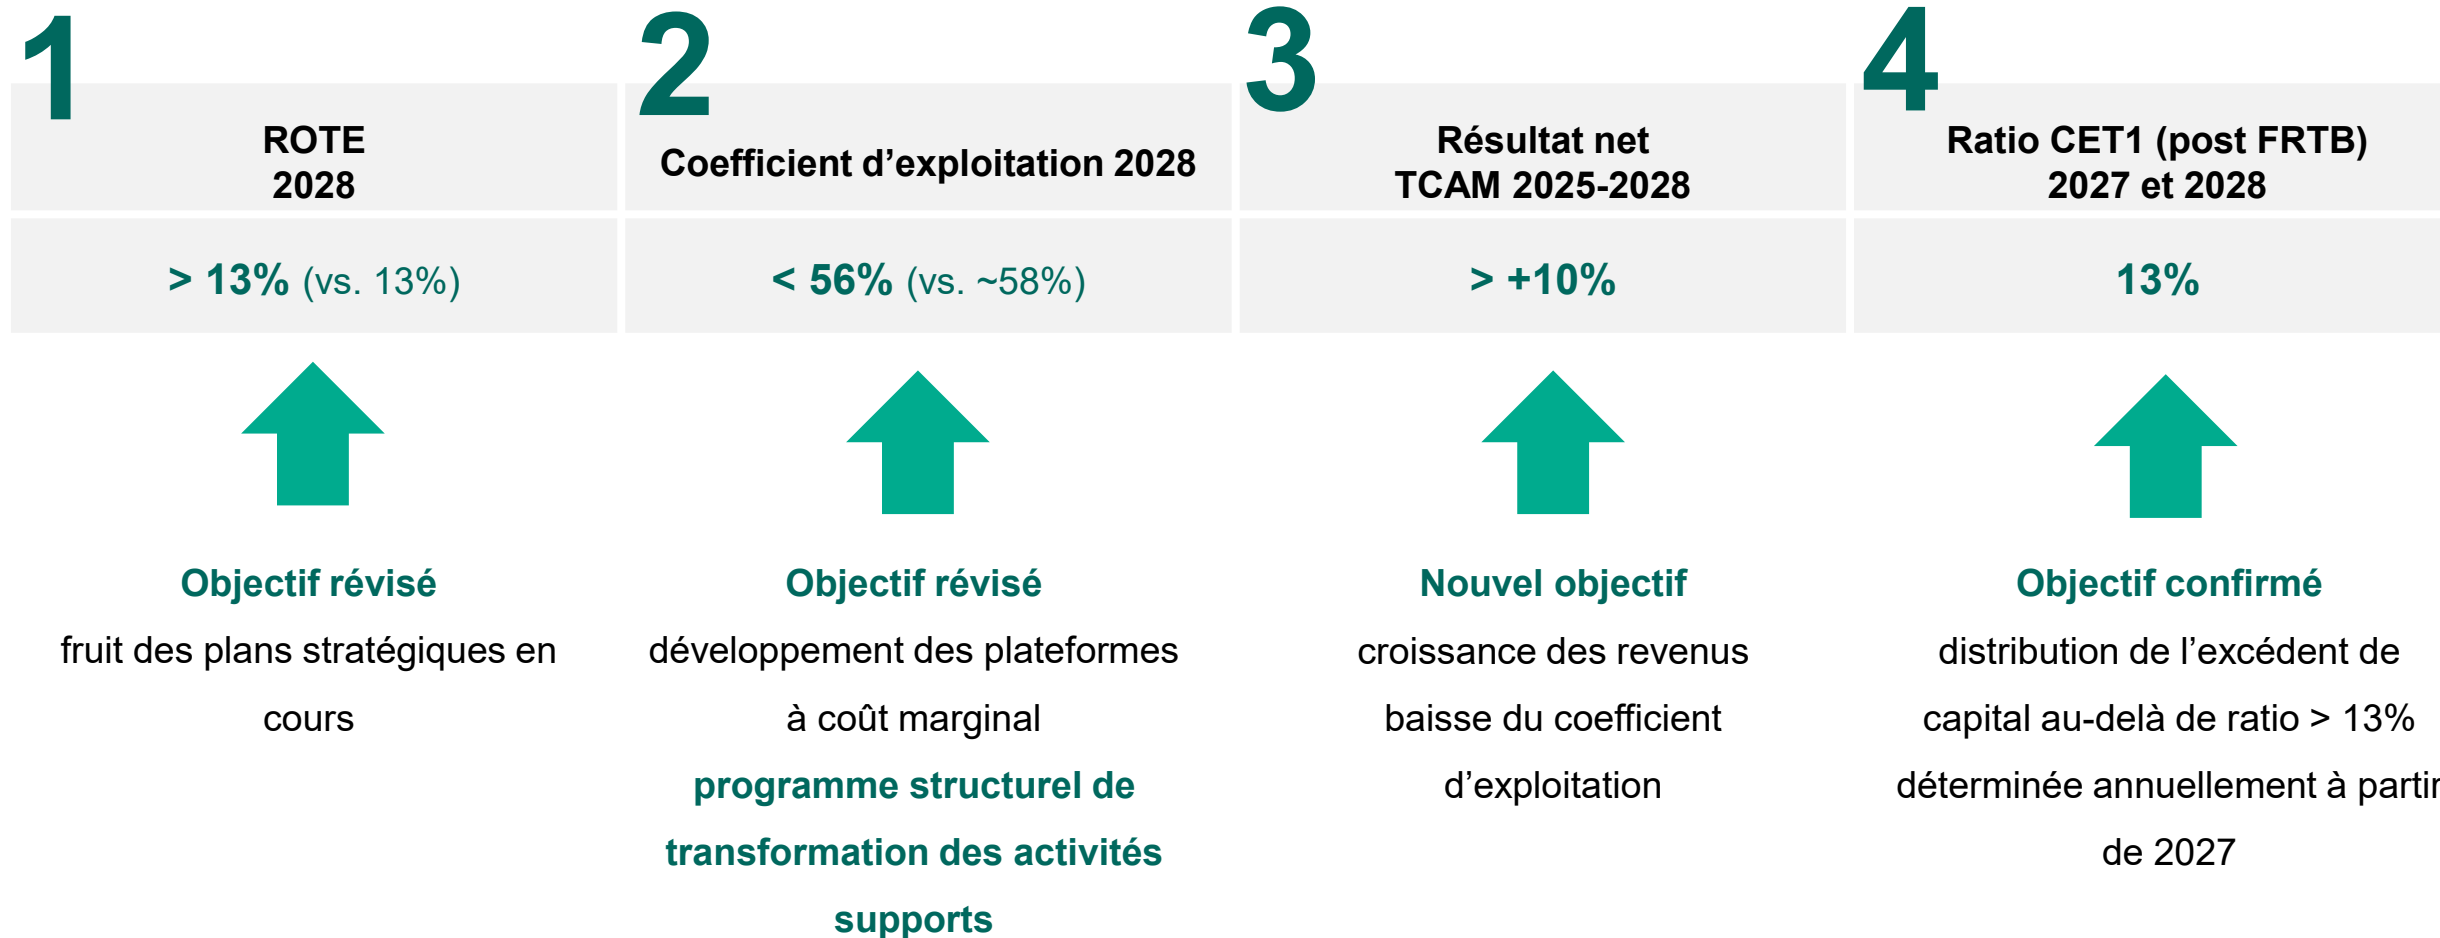 1
ROTE
2028
> 13% (vs. 13%)
Objectif révisé
fruit des plans stratégiques en
cours
2
Coefficient d’exploitation 2028
< 56% (vs. ~58%)
Objectif révisé
développement des plateformes
à coût marginal
programme structurel de
transformation des activités
supports
3
Résultat net
TCAM 2025-2028
> +10%
Nouvel objectif
croissance des revenus
baisse du coefficient
d’exploitation
4
Ratio CET1 (post FRTB)
2027 et 2028
13%
Objectif confirmé
distribution de l’excédent de
capital au-delà de ratio > 13%
déterminée annuellement à partir
de 2027